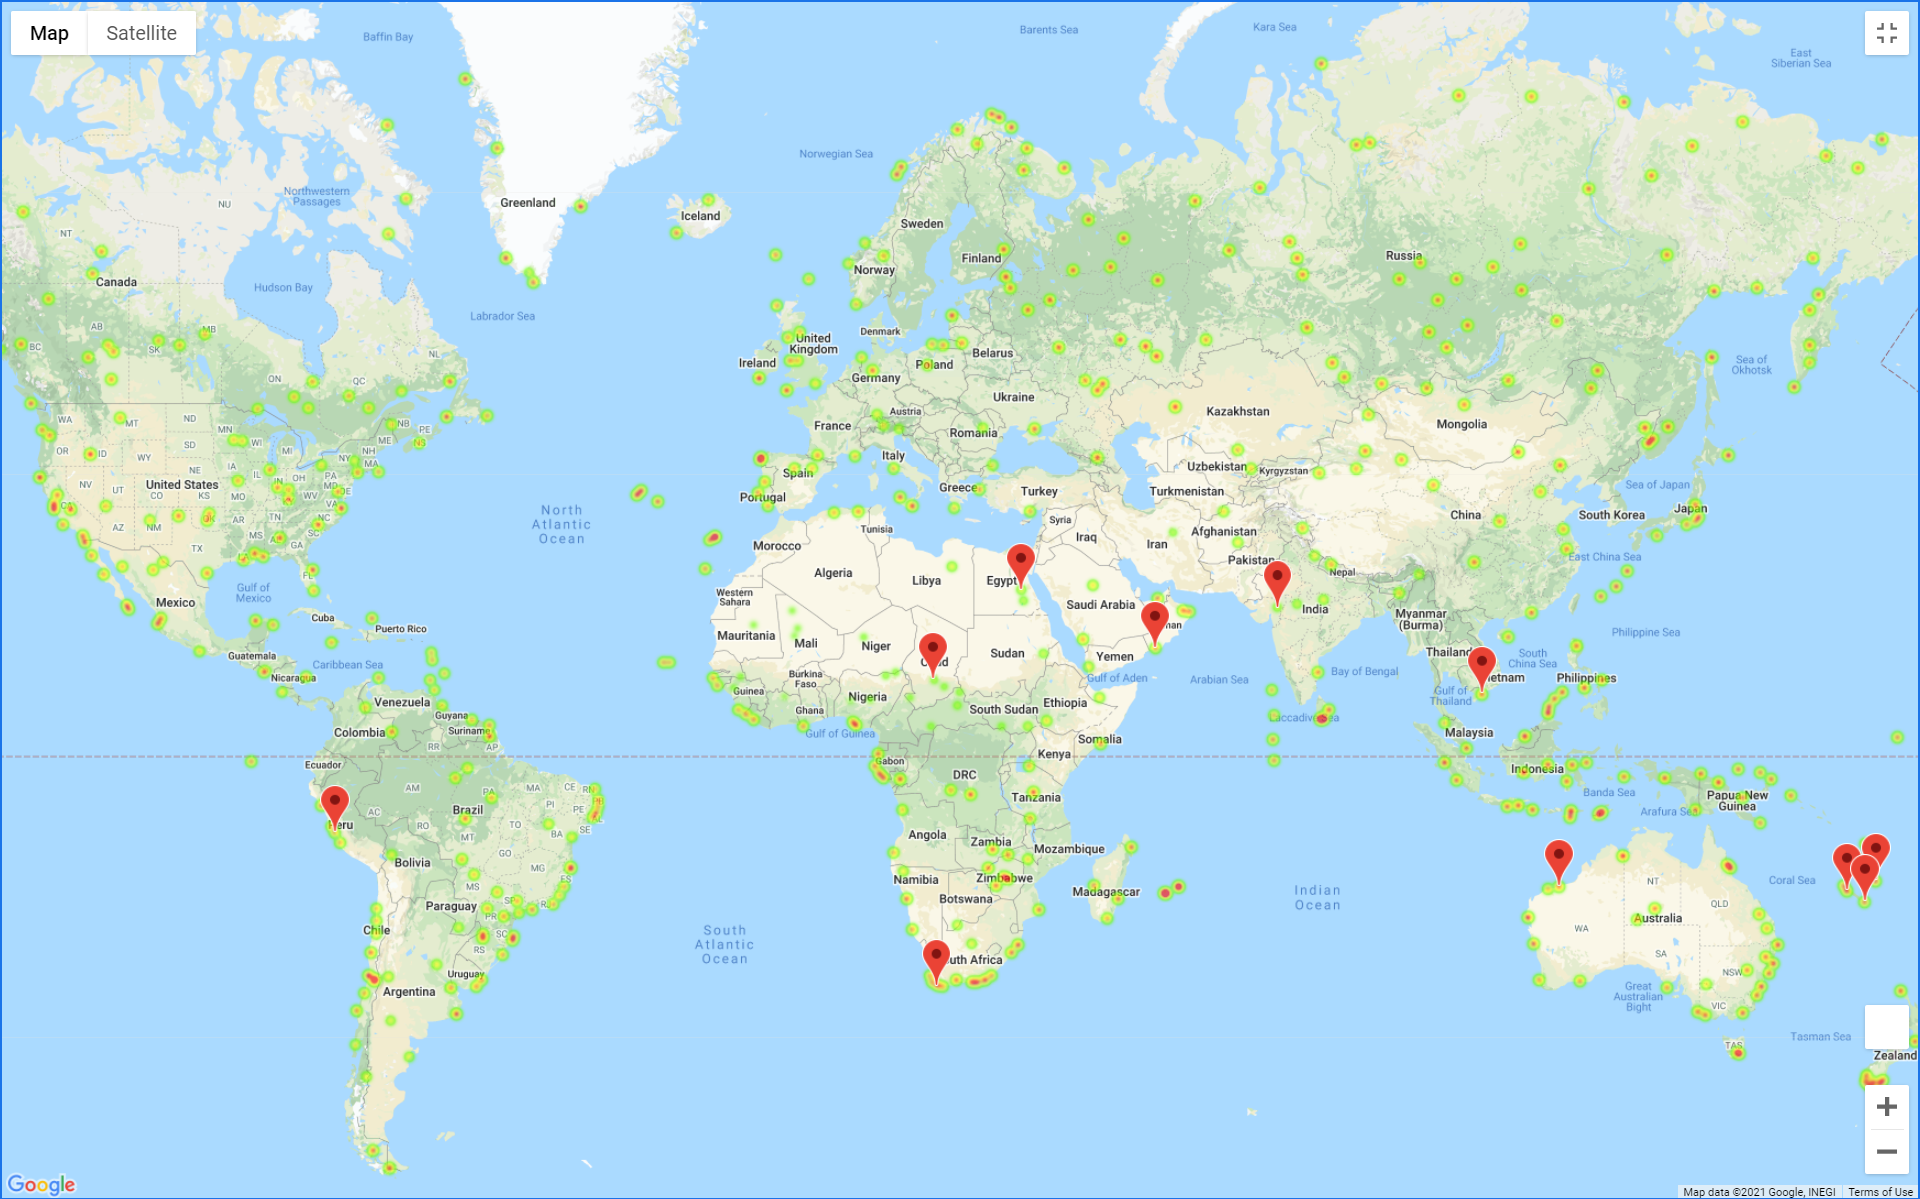 Map
Satellite
Baffin Bay
Barents Sea
Kara Sea
East
Siberian Sea
Norwegian Sea
Northwestern
Passages
NU
Greenland
Iceland
Sweden
NT
Finland
Norway
Russia
Canada
Hudson Bay
Labrador Sea
AB
MB
BC
SK
ON
QC
NL
United
Kingdom
Denmark
Ireland
Belarus
Poland
Germany
Sea of
Okhotsk
Ukraine
Kazakhstan
Mongolia
WA
MT
ND
MN
NB
PE
NS
Austria
France
Romania
OR
ID
SD
WI
MI
ME
WY
NY
NH
MA
Italy
Spain
Uzbekistan
Kyrgyzstan
NE
IA
IL
IN
OH
NV
UT
United States
CO
KS
MO
WV
VA
DE
Portugal
Greece
Turkey
Turkmenistan
Sea of Japan
CA
AZ
NM
OK
AR
TN
NC
SC
MS
AL
GA
North
Atlantic
Ocean
Tunisia
Syria
Afghanistan
China
South Korea
Japan
TX
LA
Morocco
Iraq
Iran
Pakistan
East China Sea
FL
Algeria
Libya
Egypt
Nepal
Gulf of
Mexico
Mexico
Western
Sahara
Saudi Arabia
India
Myanmar
(Burma)
Cuba
Puerto Rico
Mauritania
Mali
Niger
Sudan
man
Philippine Sea
Guatemala
Caribbean Sea
Chad
Yemen
Thailand
South
China Sea
Nicaragua
Burkina
Faso
Gulf of Aden
Arabian Sea
Bay of Bengal
etnam
Philippines
Guinea
Nigeria
Gulf of
Thailand
Venezuela
Ghana
South Sudan
Ethiopia
Laccadive Sea
Guyana
Colombia
Suriname
Gulf of Guinea
Malaysia
RR
AP
Somalia
Ecuador
Gabon
Kenya
Indonesia
DRC
AM
PA
MA
CE
RN
PB
Tanzania
Banda Sea
Papua New
Guinea
AC
Brazil
PI
PE
Arafura Sea
Peru
RO
TO
SE
Angola
MT
BA
Zambia
Mozambique
Bolivia
GO
MG
Namibia
Zimbabwe
Madagascar
NT
Coral Sea
MS
ES
Botswana
Indian
Ocean
QLD
Paraguay
SP
RJ
PR
Australia
Chile
SC
South
Atlantic
Ocean
WA
RS
outh Africa
SA
Uruguay
NSW
Argentina
Great
Australian
Bight
VIC
Tasman Sea
TAS
Zealand
Google
Map data ©2021 Google, INEGI
Terms of Use